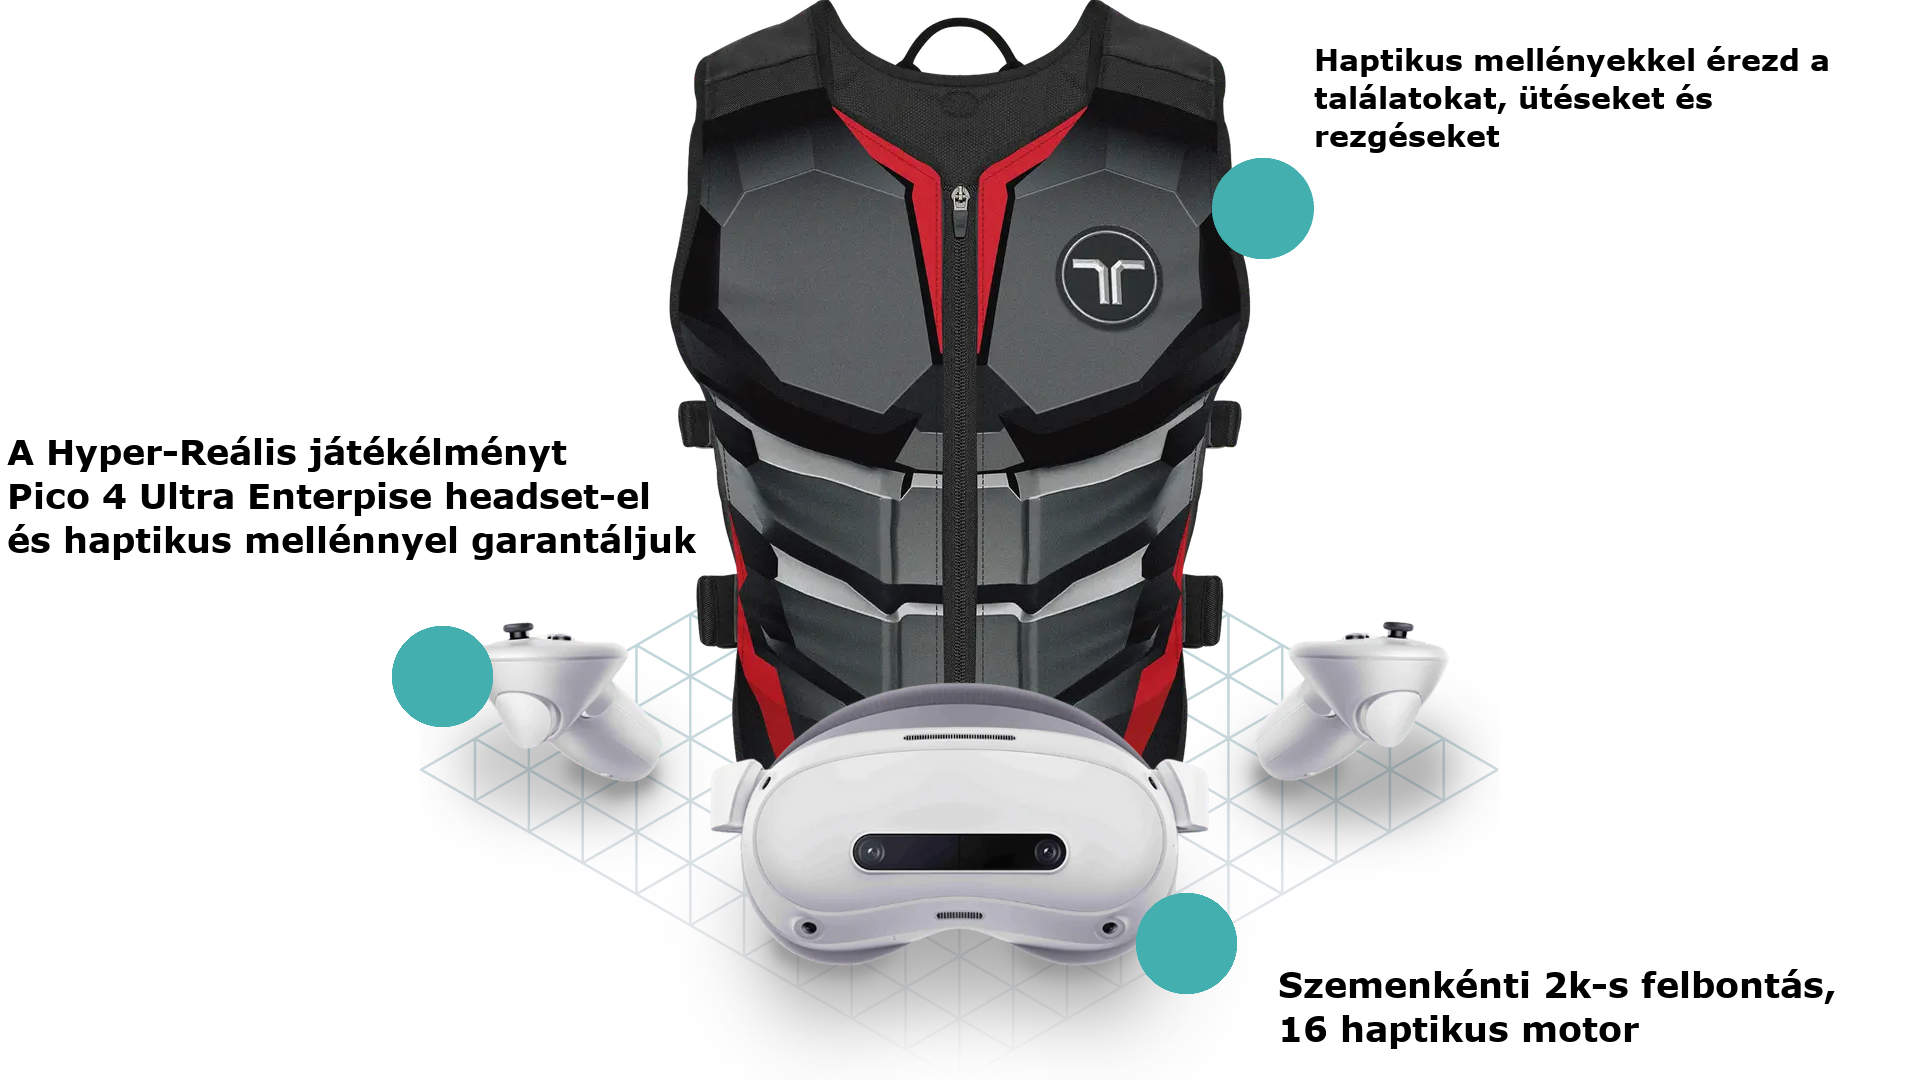 Haptikus mellényekkel érezd a
találatokat, ütéseket és
rezgéseket
A Hyper-Reális játékélményt
Pico 4 Ultra Enterpise headset-el
és haptikus mellénnyel garantáljuk
Szemenkénti 2k-s felbontás,
16 haptikus motor